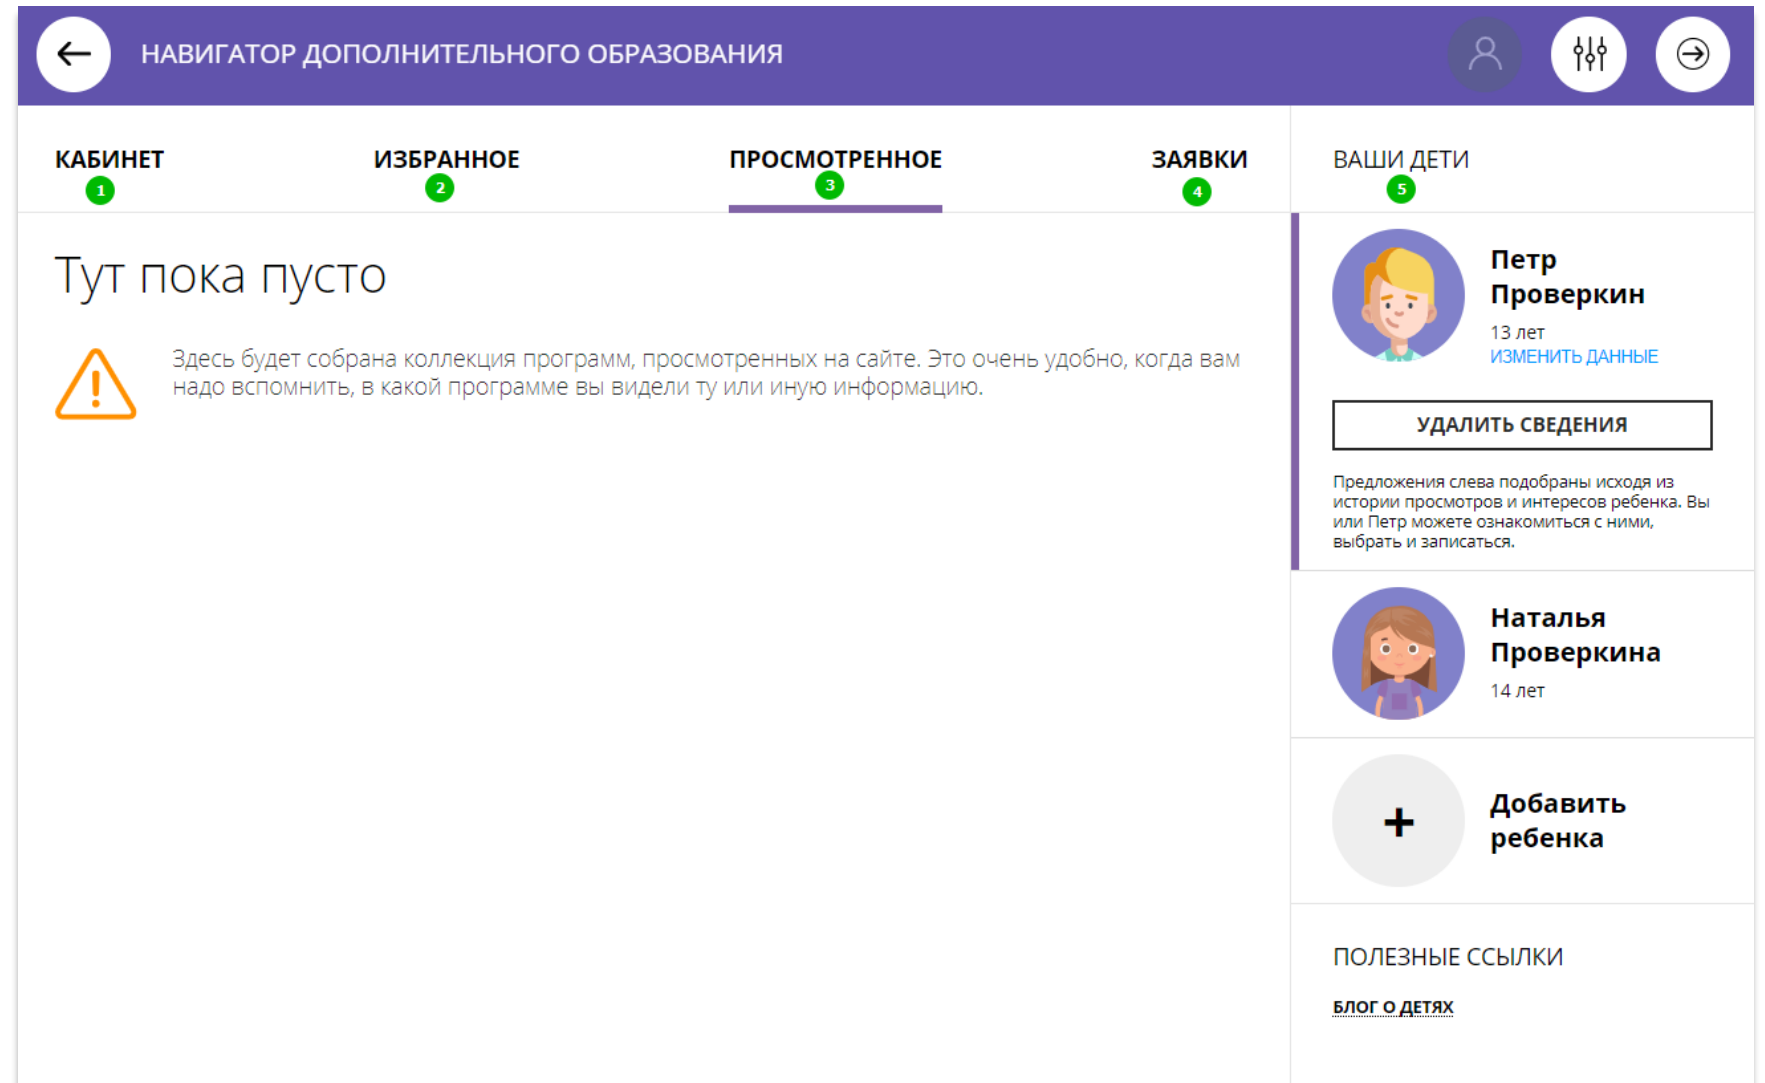 НАВИГАТОР ДОПОЛНИТЕЛЬНОГО ОБРАЗОВАНИЯ
КАБИНЕТ ИЗБРАННОЕ ПРОСМОТРЕННОЕ ЗАЯВКИ ВАШИ ДЕТИ
1 2 3 4 5
Тут пока пусто
Здесь будет собрана коллекция программ, просмотренных на сайте. Это очень удобно, когда вам
надо вспомнить, в какой программе вы видели ту или иную информацию.
Петр
Проверкин
13 лет
ИЗМЕНИТЬ ДАННЫЕ
УДАЛИТЬ СВЕДЕНИЯ
Предложения слева подобраны исходя из
истории просмотров и интересов ребенка. Вы
или Петр можете ознакомиться с ними,
выбрать и записаться.
Наталья
Проверкина
14 лет
+ Добавить
ребенка
ПОЛЕЗНЫЕ ССЫЛКИ
БЛОГ О ДЕТЯХ